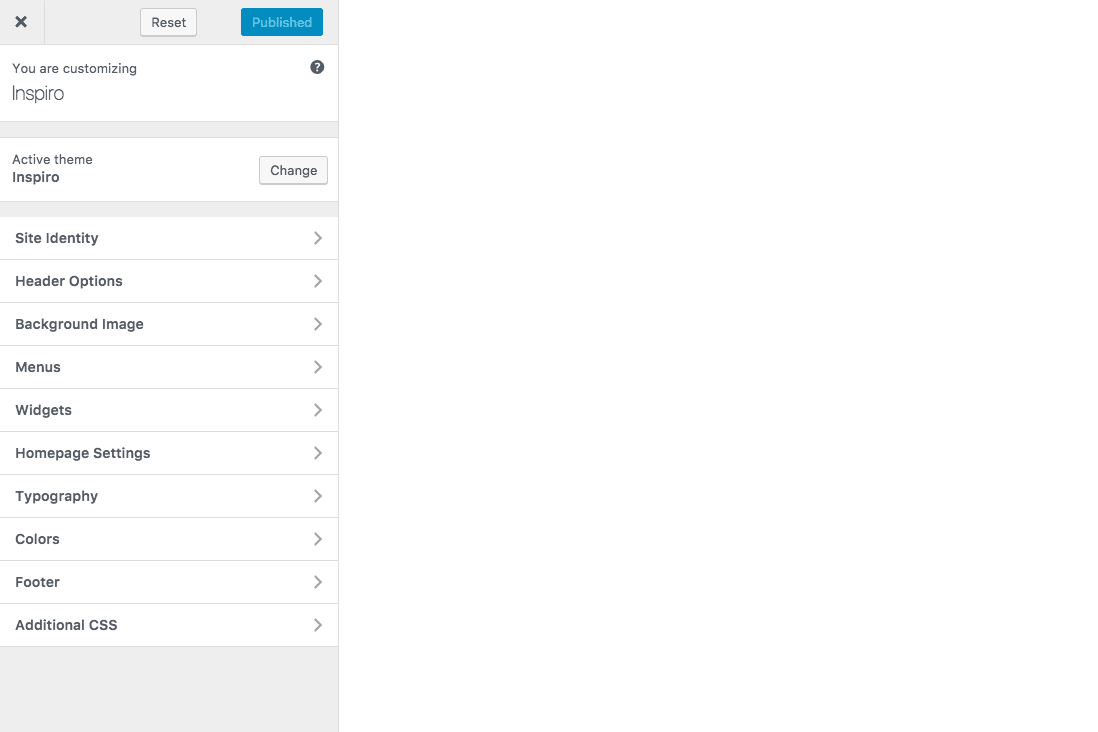 Reset
Published
You are customizing
Inspiro
Active theme
Inspiro
Change
Site Identity
Header Options
Background Image
Menus
Widgets
Homepage Settings
Typography
Colors
Footer
Additional CSS